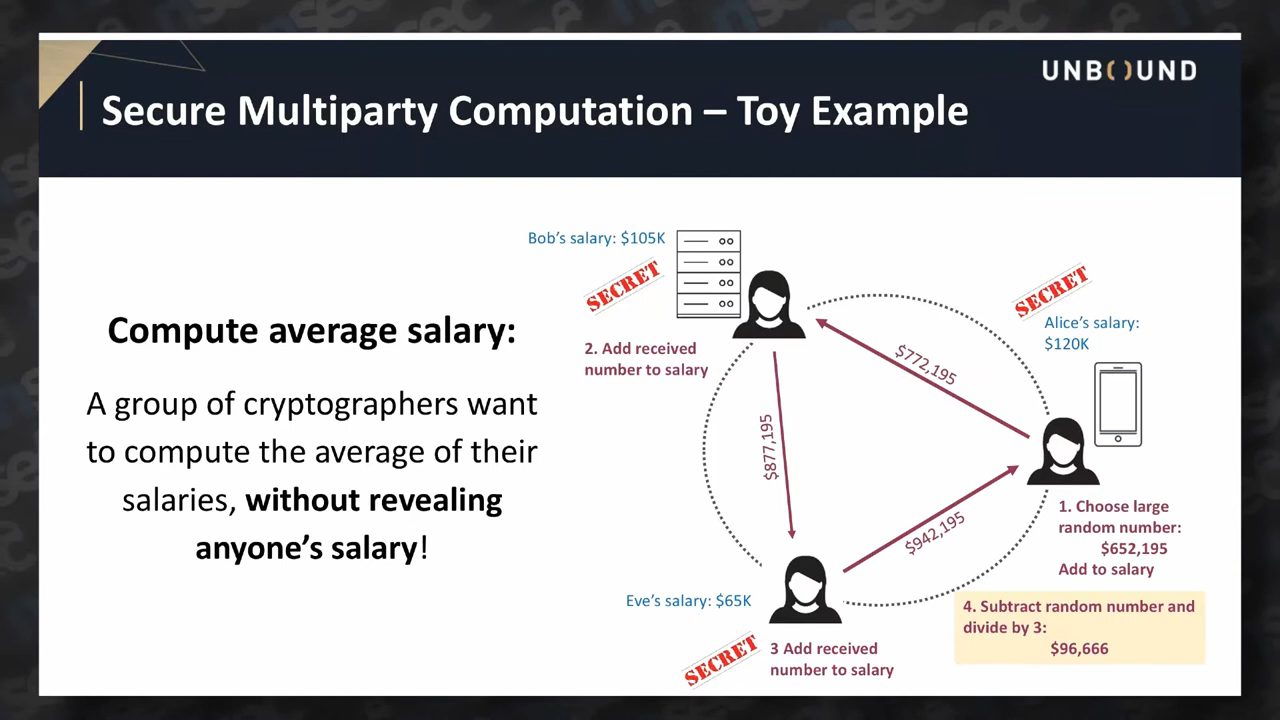 UNBOUND
Secure Multiparty Computation – Toy Example
Compute average salary:
A group of cryptographers want
to compute the average of their
salaries, without revealing
anyone’s salary!
Bob’s salary: $105K
SECRET
2. Add received
number to salary
SECRET
Alice’s salary:
$120K
$772,195
$877,195
$942,195
1. Choose large
random number:
$652,195
Add to salary
Eve’s salary: $65K
SECRET
3 Add received
number to salary
4. Subtract random number and
divide by 3:
$96,666